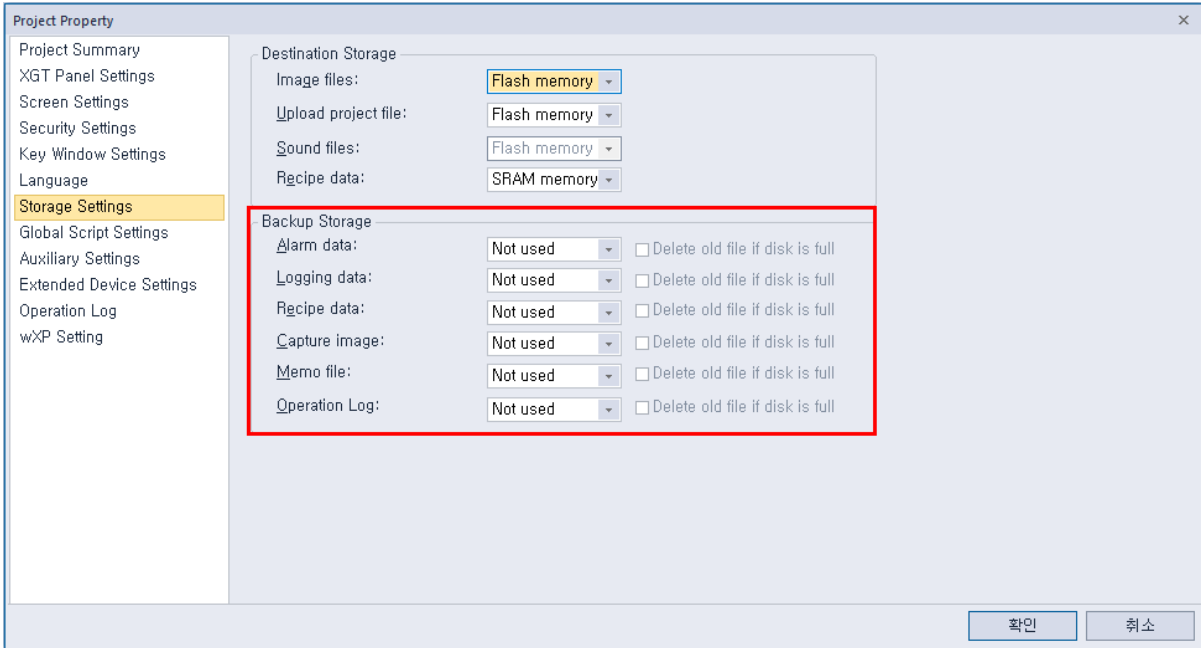 Project Property
Project Summary
XGT Panel Settings
Screen Settings
Security Settings
Key Window Settings
Language
Storage Settings
Global Script Settings
Auxiliary Settings
Extended Device Settings
Operation Log
wXP Setting
Destination Storage
Image files: Flash memory
Upload project file: Flash memory
Sound files: Flash memory
Recipe data: SRAM memory
Backup Storage
Alarm data: Not used Delete old file if disk is full
Logging data: Not used Delete old file if disk is full
Recipe data: Not used Delete old file if disk is full
Capture image: Not used Delete old file if disk is full
Memo file: Not used Delete old file if disk is full
Operation Log: Not used Delete old file if disk is full
확인 취소